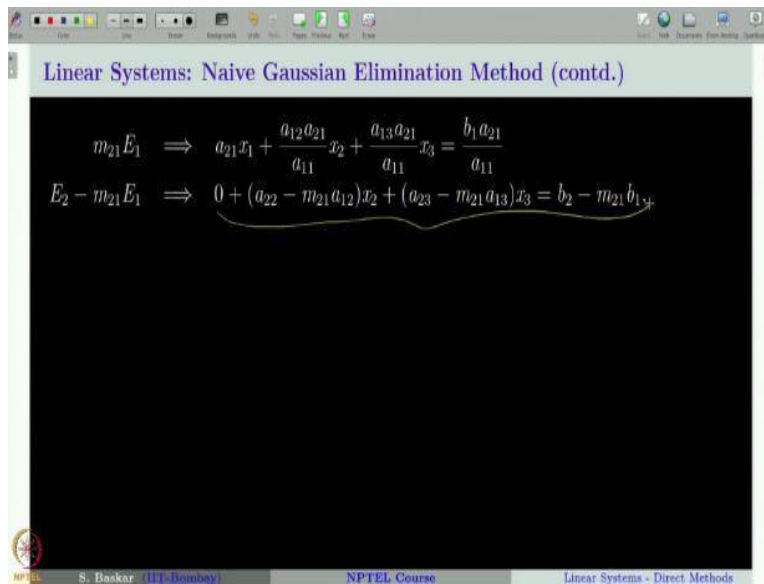 Linear Systems: Naive Gaussian Elimination Method (contd.)
m₂₁E₁ ⟹ a₂₁x₁ + (a₁₂a₂₁/a₁₁)x₂ + (a₁₃a₂₁/a₁₁)x₃ = b₁a₂₁/a₁₁
E₂ − m₂₁E₁ ⟹ 0 + (a₂₂ − m₂₁a₁₂)x₂ + (a₂₃ − m₂₁a₁₃)x₃ = b₂ − m₂₁b₁.
NPTEL S. Baskar (IIT-Bombay) NPTEL Course Linear Systems - Direct Methods